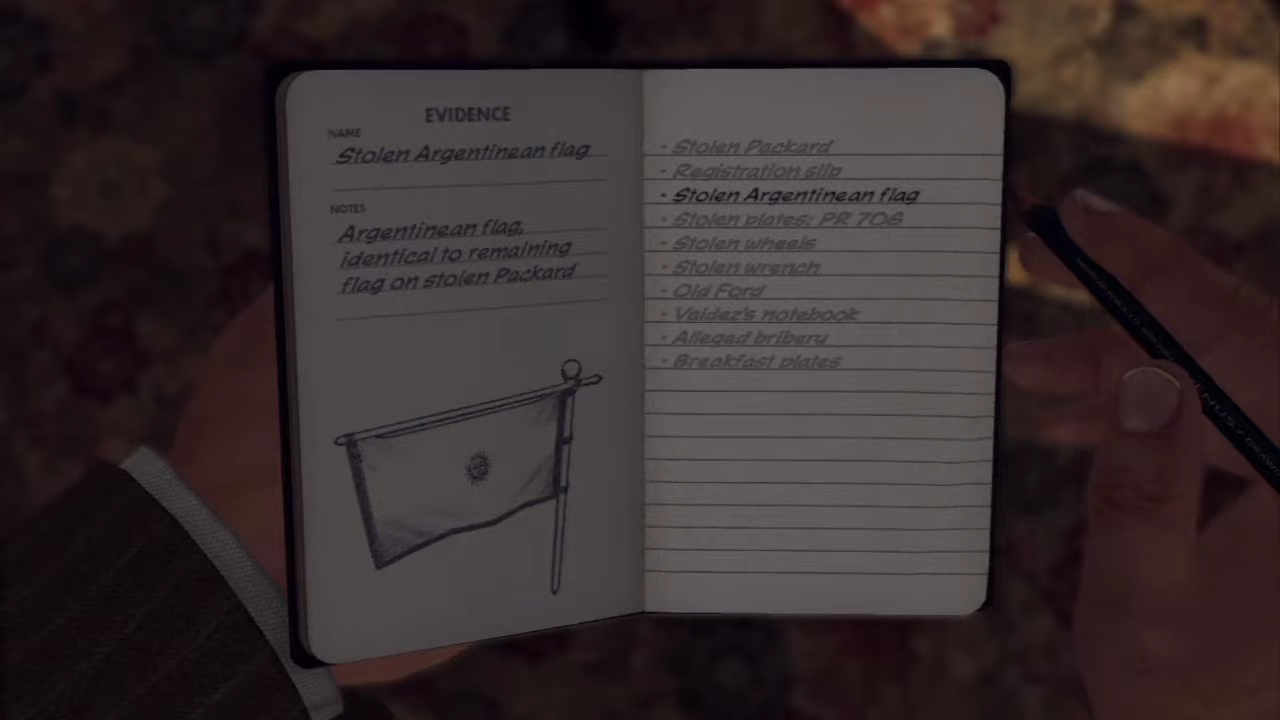 EVIDENCE
NAME
Stolen Argentinean flag
NOTES
Argentinean flag,
identical to remaining
flag on stolen Packard
• Stolen Packard
• Registration slip
• Stolen Argentinean flag
• Stolen plates: PR 706
• Stolen wheels
• Stolen wrench
• Old Ford
• Valdez's notebook
• Alleged bribery
• Breakfast plates